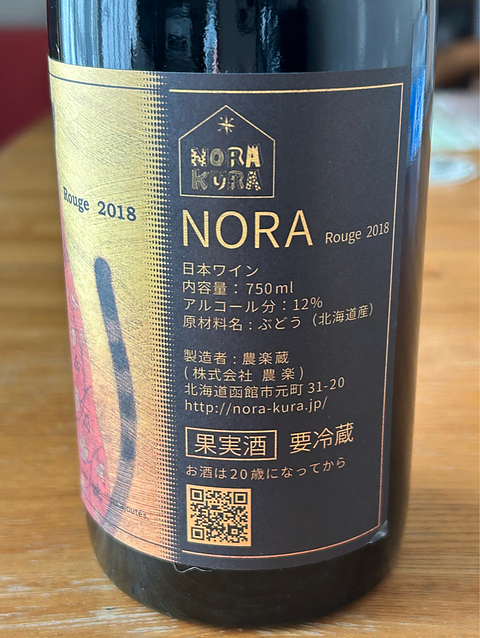 Rouge 2018
NORA
KURA
NORA Rouge 2018
日本ワイン
内容量：750ml
アルコール分：12%
原材料名：ぶどう（北海道産）
製造者：農楽蔵
(株式会社 農楽)
北海道函館市元町31-20
http://nora-kura.jp/
果実酒 要冷蔵
お酒は20歳になってから